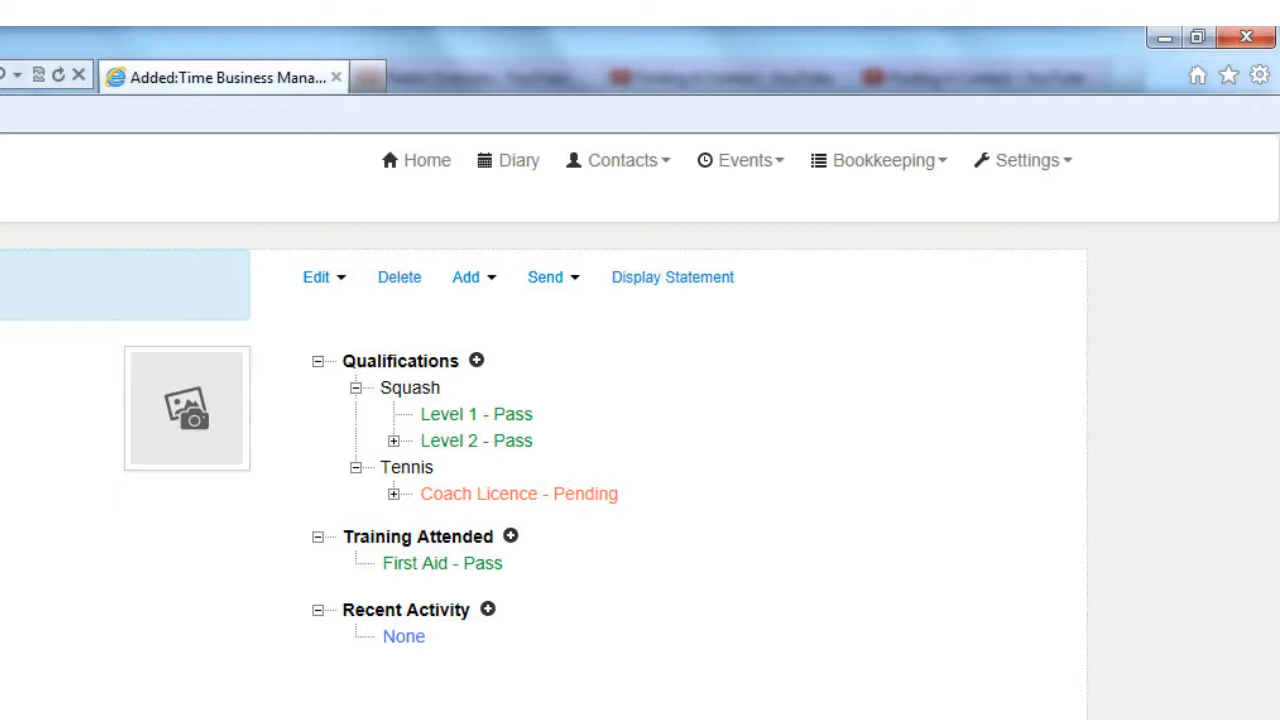 Added:Time Business Mana...
Home Diary Contacts Events Bookkeeping Settings
Edit Delete Add Send Display Statement
Qualifications
Squash
Level 1 - Pass
Level 2 - Pass
Tennis
Coach Licence - Pending
Training Attended
First Aid - Pass
Recent Activity
None